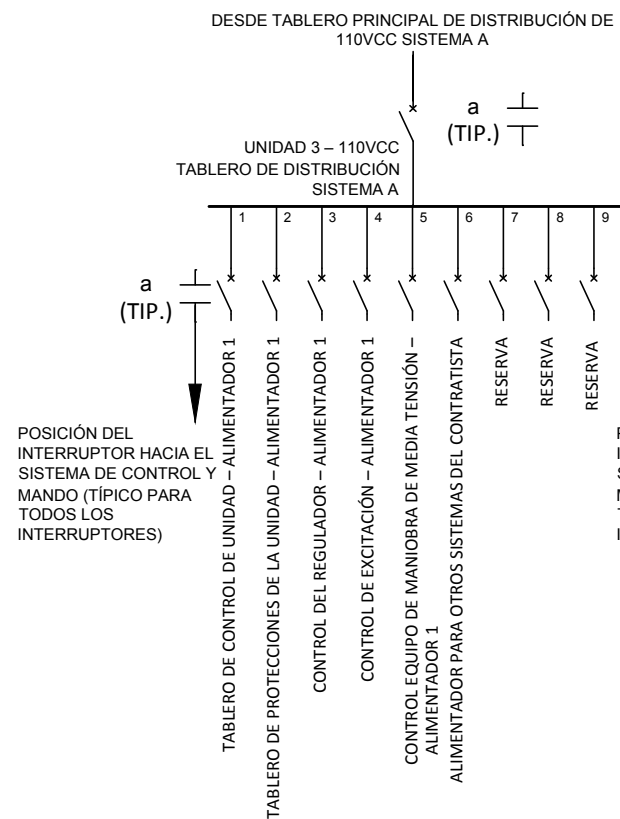 DESDE TABLERO PRINCIPAL DE DISTRIBUCIÓN DE
110VCC SISTEMA A
a
(TIP.)
UNIDAD 3 – 110VCC
TABLERO DE DISTRIBUCIÓN
SISTEMA A
1
2
3
4
5
6
7
8
9
a
(TIP.)
POSICIÓN DEL
INTERRUPTOR HACIA EL
SISTEMA DE CONTROL Y
MANDO (TÍPICO PARA
TODOS LOS
INTERRUPTORES)
TABLERO DE CONTROL DE UNIDAD – ALIMENTADOR 1
TABLERO DE PROTECCIONES DE LA UNIDAD – ALIMENTADOR 1
CONTROL DEL REGULADOR – ALIMENTADOR 1
CONTROL DE EXCITACIÓN – ALIMENTADOR 1
CONTROL EQUIPO DE MANIOBRA DE MEDIA TENSIÓN –
ALIMENTADOR 1
ALIMENTADOR PARA OTROS SISTEMAS DEL CONTRATISTA
RESERVA
RESERVA
RESERVA